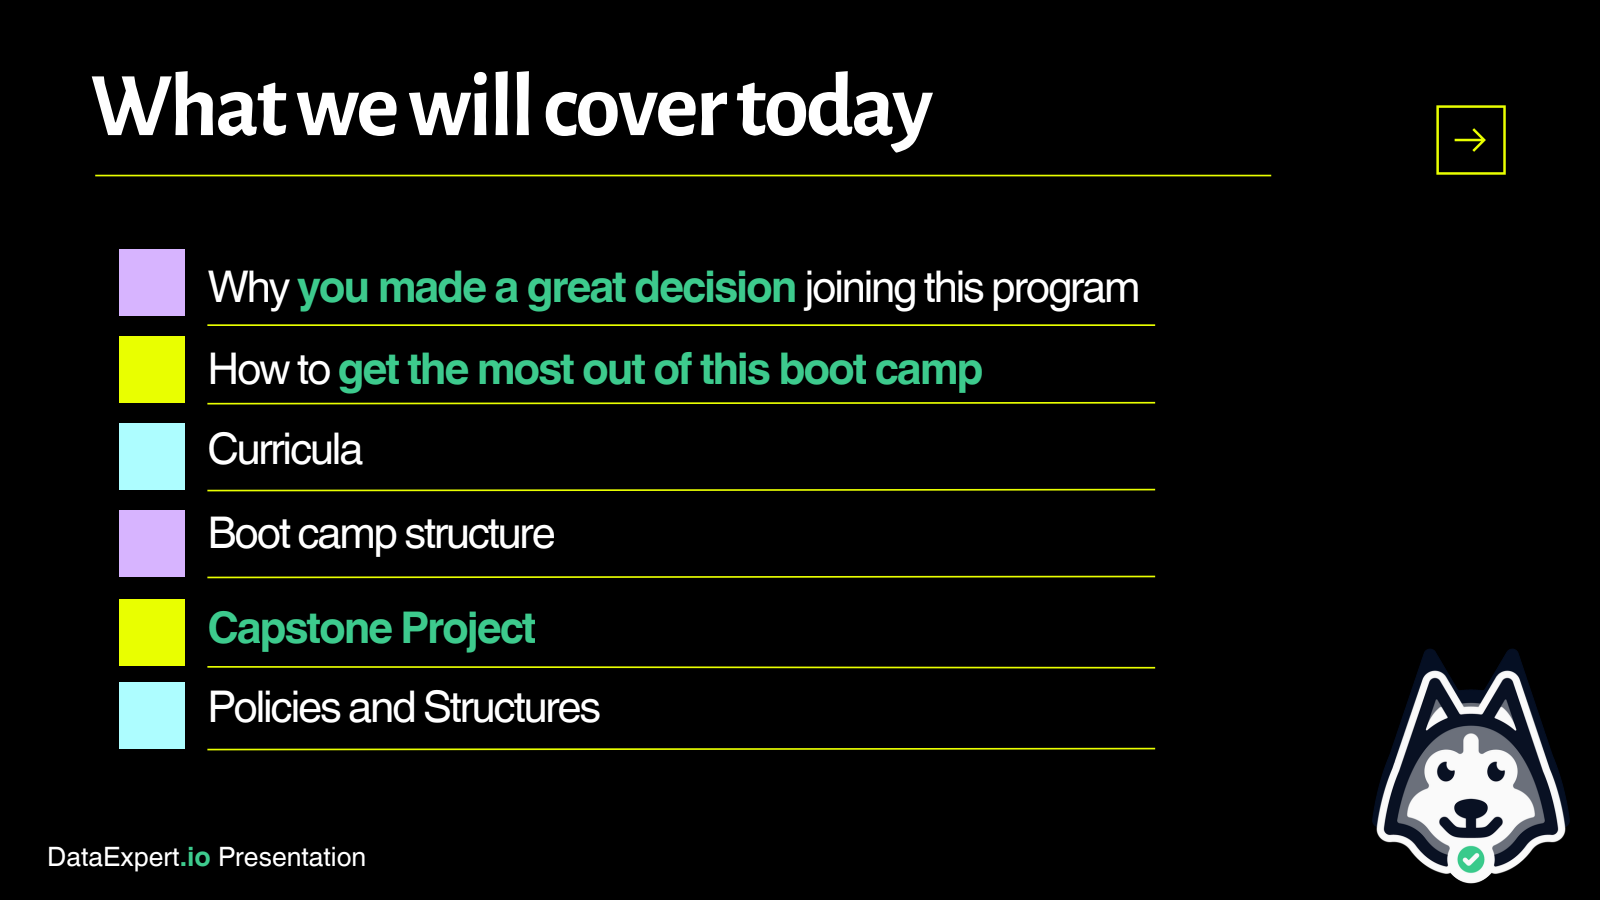 What we will cover today
Why you made a great decision joining this program
How to get the most out of this boot camp
Curricula
Boot camp structure
Capstone Project
Policies and Structures
DataExpert.io Presentation